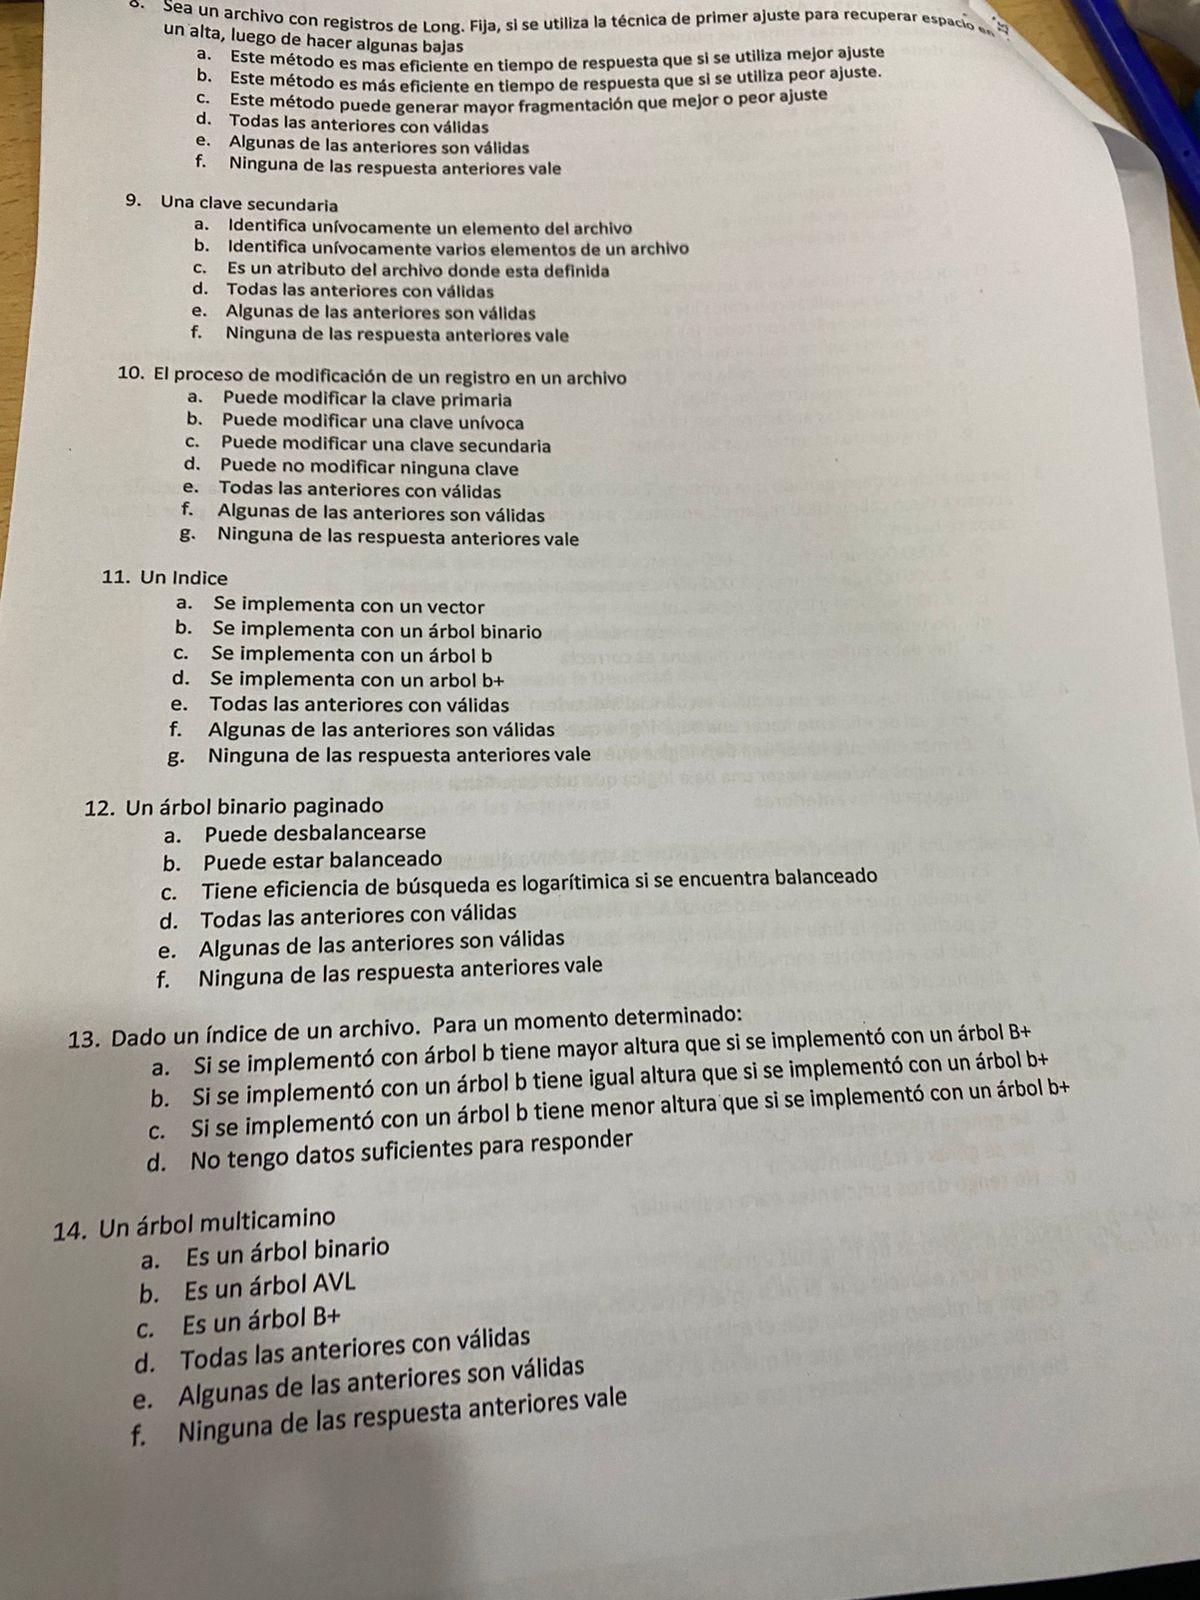 8. Sea un archivo con registros de Long. Fija, si se utiliza la técnica de primer ajuste para recuperar espacio en
un alta, luego de hacer algunas bajas
a. Este método es mas eficiente en tiempo de respuesta que si se utiliza mejor ajuste
b. Este método es más eficiente en tiempo de respuesta que si se utiliza peor ajuste.
c. Este método puede generar mayor fragmentación que mejor o peor ajuste
d. Todas las anteriores con válidas
e. Algunas de las anteriores son válidas
f. Ninguna de las respuesta anteriores vale
9. Una clave secundaria
a. Identifica unívocamente un elemento del archivo
b. Identifica unívocamente varios elementos de un archivo
c. Es un atributo del archivo donde esta definida
d. Todas las anteriores con válidas
e. Algunas de las anteriores son válidas
f. Ninguna de las respuesta anteriores vale
10. El proceso de modificación de un registro en un archivo
a. Puede modificar la clave primaria
b. Puede modificar una clave unívoca
c. Puede modificar una clave secundaria
d. Puede no modificar ninguna clave
e. Todas las anteriores con válidas
f. Algunas de las anteriores son válidas
g. Ninguna de las respuesta anteriores vale
11. Un Indice
a. Se implementa con un vector
b. Se implementa con un árbol binario
c. Se implementa con un árbol b
d. Se implementa con un arbol b+
e. Todas las anteriores con válidas
f. Algunas de las anteriores son válidas
g. Ninguna de las respuesta anteriores vale
12. Un árbol binario paginado
a. Puede desbalancearse
b. Puede estar balanceado
c. Tiene eficiencia de búsqueda es logarítimica si se encuentra balanceado
d. Todas las anteriores con válidas
e. Algunas de las anteriores son válidas
f. Ninguna de las respuesta anteriores vale
13. Dado un índice de un archivo. Para un momento determinado:
a. Si se implementó con árbol b tiene mayor altura que si se implementó con un árbol B+
b. Si se implementó con un árbol b tiene igual altura que si se implementó con un árbol b+
c. Si se implementó con un árbol b tiene menor altura que si se implementó con un árbol b+
d. No tengo datos suficientes para responder
14. Un árbol multicamino
a. Es un árbol binario
b. Es un árbol AVL
c. Es un árbol B+
d. Todas las anteriores con válidas
e. Algunas de las anteriores son válidas
f. Ninguna de las respuesta anteriores vale